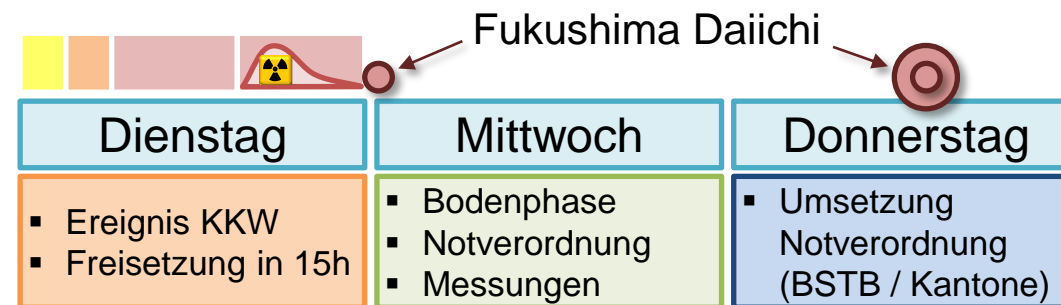 Fukushima Daiichi
Dienstag
Mittwoch
Donnerstag
▪ Ereignis KKW
▪ Freisetzung in 15h
▪ Bodenphase
▪ Notverordnung
▪ Messungen
▪ Umsetzung
Notverordnung
(BSTB / Kantone)